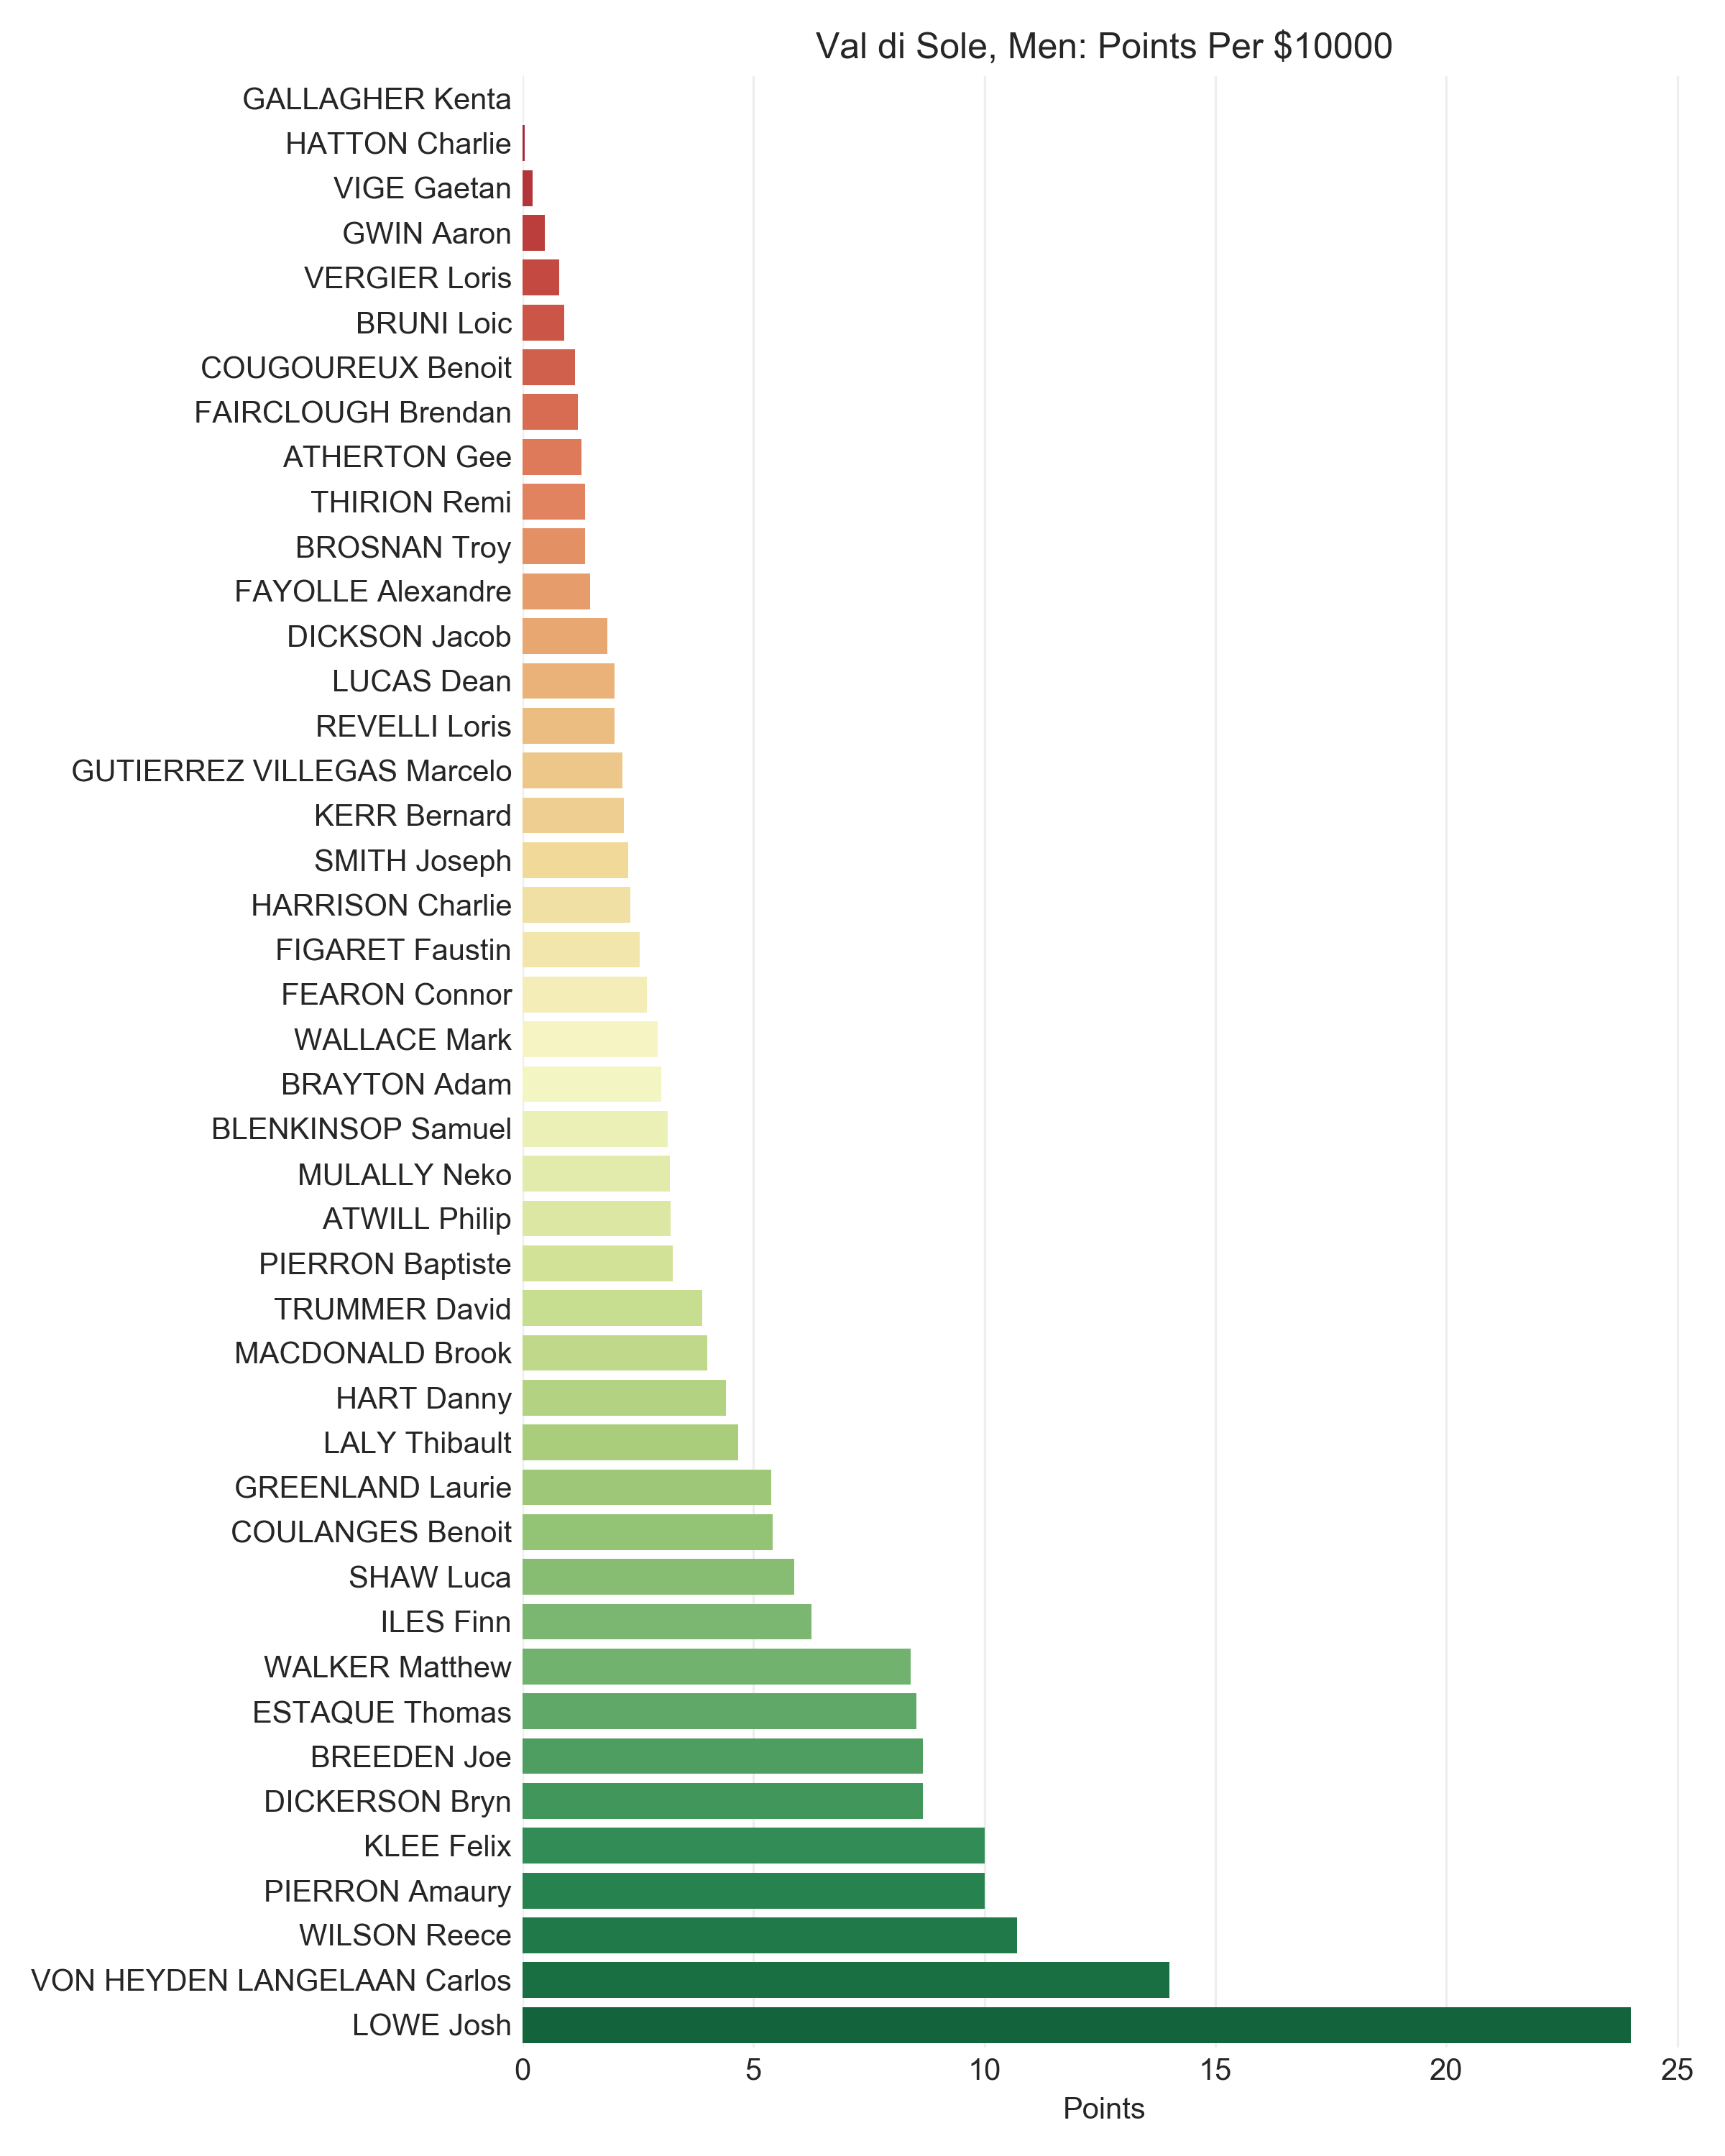 Val di Sole, Men: Points Per $10000
GALLAGHER Kenta
HATTON Charlie
VIGE Gaetan
GWIN Aaron
VERGIER Loris
BRUNI Loic
COUGOUREUX Benoit
FAIRCLOUGH Brendan
ATHERTON Gee
THIRION Remi
BROSNAN Troy
FAYOLLE Alexandre
DICKSON Jacob
LUCAS Dean
REVELLI Loris
GUTIERREZ VILLEGAS Marcelo
KERR Bernard
SMITH Joseph
HARRISON Charlie
FIGARET Faustin
FEARON Connor
WALLACE Mark
BRAYTON Adam
BLENKINSOP Samuel
MULALLY Neko
ATWILL Philip
PIERRON Baptiste
TRUMMER David
MACDONALD Brook
HART Danny
LALY Thibault
GREENLAND Laurie
COULANGES Benoit
SHAW Luca
ILES Finn
WALKER Matthew
ESTAQUE Thomas
BREEDEN Joe
DICKERSON Bryn
KLEE Felix
PIERRON Amaury
WILSON Reece
VON HEYDEN LANGELAAN Carlos
LOWE Josh
0 5 10 15 20 25
Points